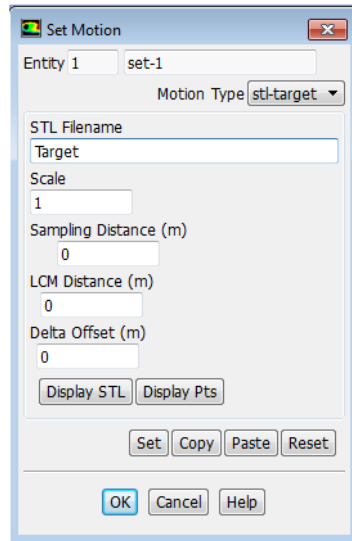 Set Motion
Entity 1 set-1
Motion Type stl-target
STL Filename
Target
Scale
1
Sampling Distance (m)
0
LCM Distance (m)
0
Delta Offset (m)
0
Display STL Display Pts
Set Copy Paste Reset
OK Cancel Help